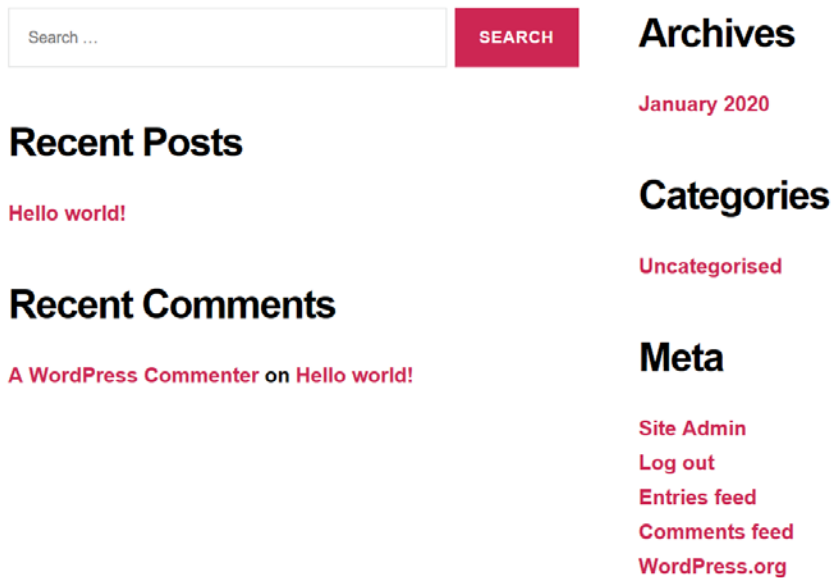 Search …
SEARCH
Recent Posts
Hello world!
Recent Comments
A WordPress Commenter on Hello world!
Archives
January 2020
Categories
Uncategorised
Meta
Site Admin
Log out
Entries feed
Comments feed
WordPress.org